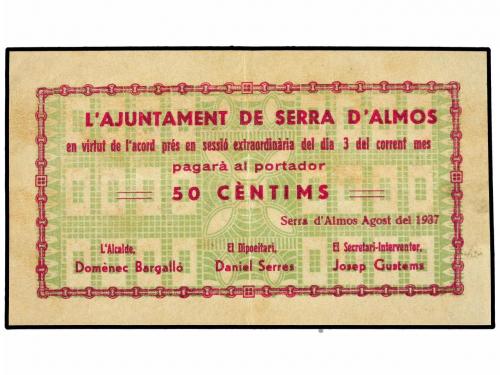 L'AJUNTAMENT DE SERRA D'ALMOS
en virtut de l'acord prés en sessió extraordinària del dia 3 del corrent mes
pagarà al portador
50 CÈNTIMS
Serra d'Almos Agost del 1937
L'Alcalde, El Dipositari, El Secretari-Interventor,
Domènec Bargalló Daniel Serres Josep Gustems